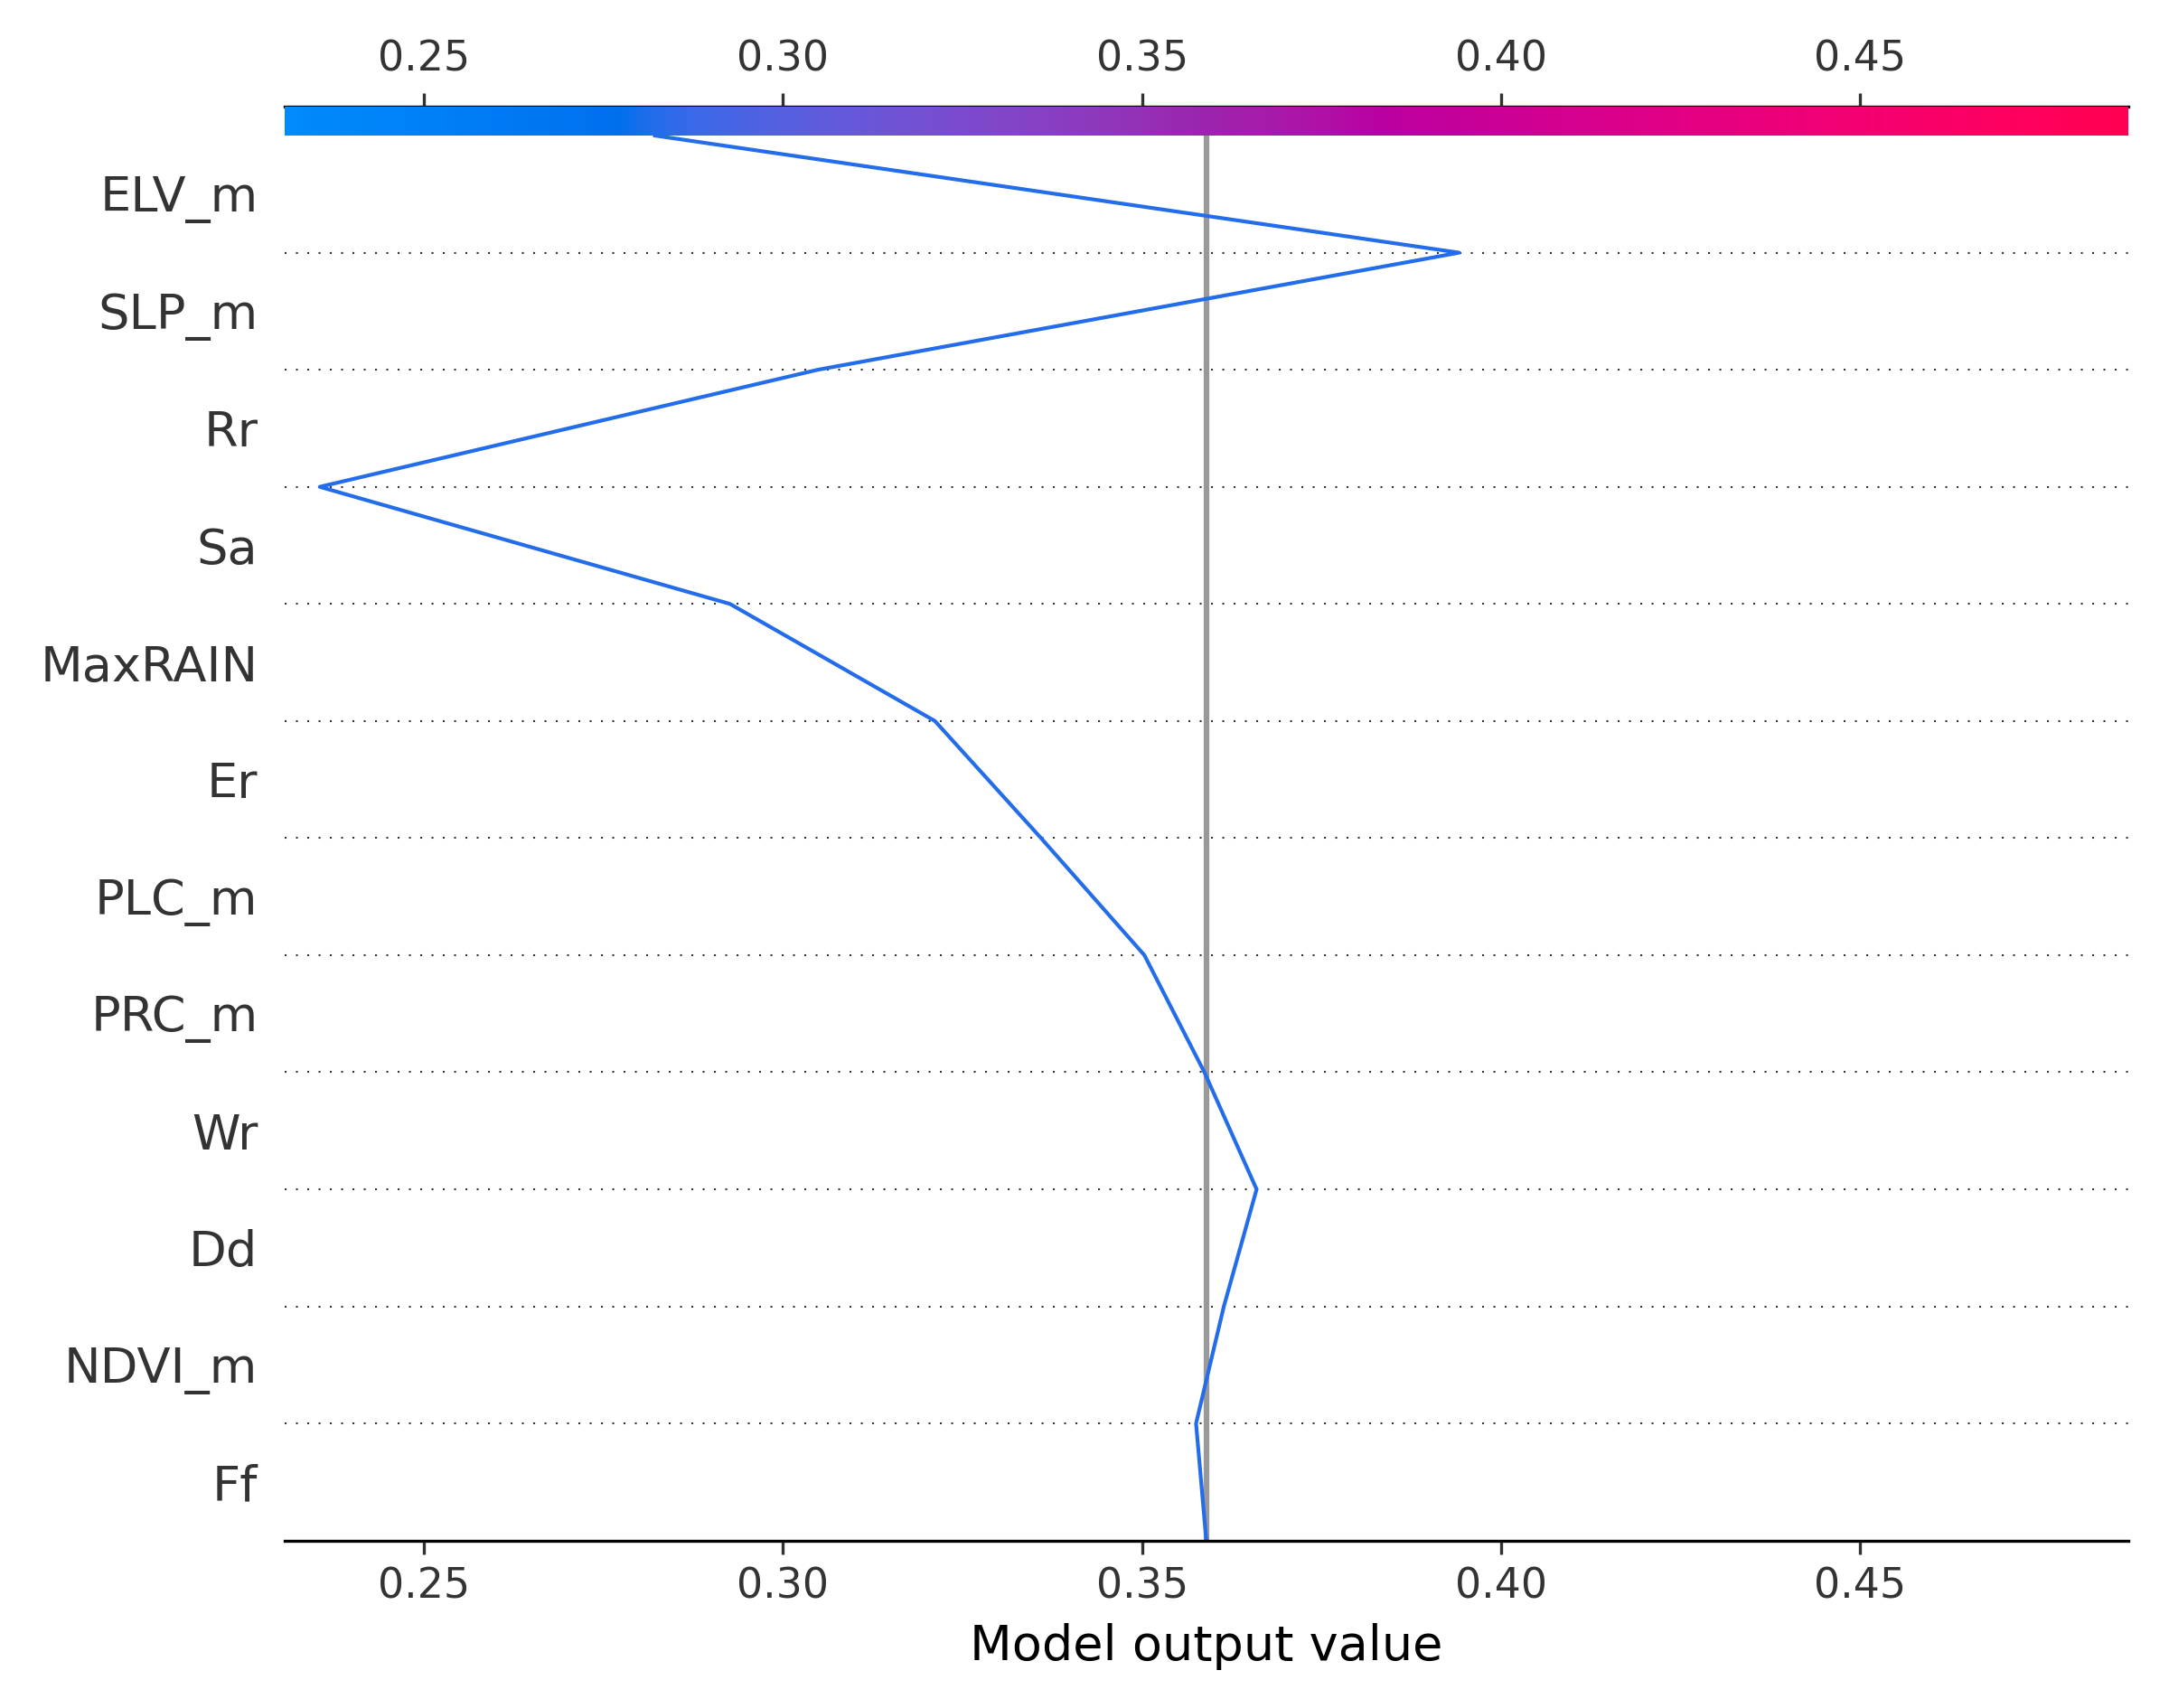 0.25 0.30 0.35 0.40 0.45
ELV_m
SLP_m
Rr
Sa
MaxRAIN
Er
PLC_m
PRC_m
Wr
Dd
NDVI_m
Ff
0.25 0.30 0.35 0.40 0.45
Model output value